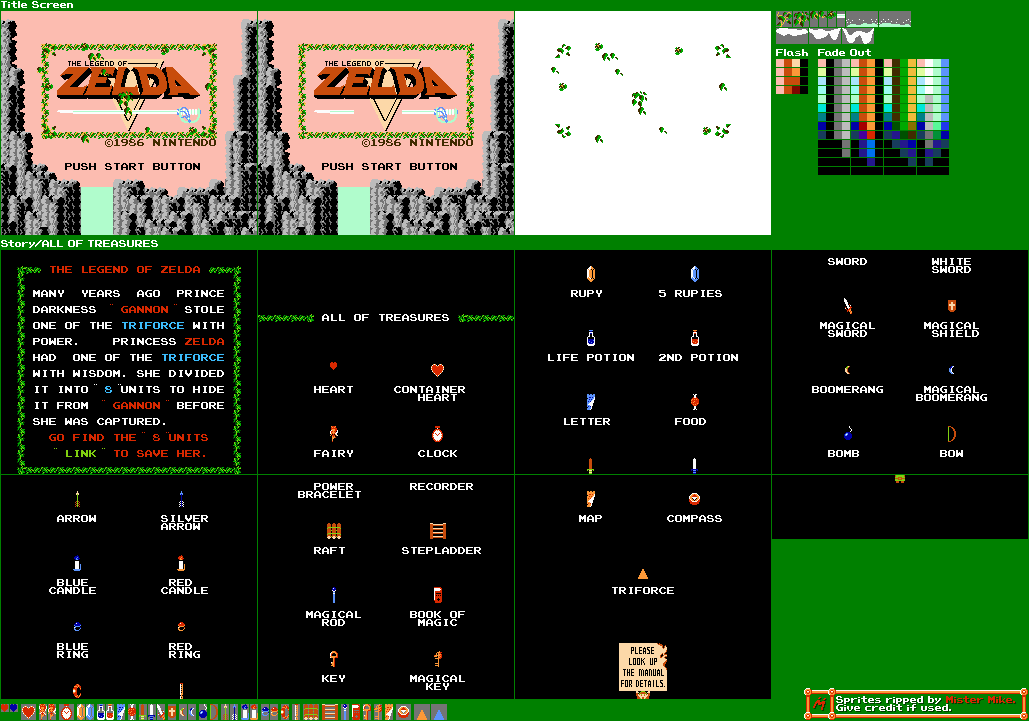 Title Screen
THE LEGEND OF
ZELDA
©1986 NINTENDO
PUSH START BUTTON
THE LEGEND OF
ZELDA
©1986 NINTENDO
PUSH START BUTTON
Flash Fade Out
Story/ALL OF TREASURES
THE LEGEND OF ZELDA
MANY YEARS AGO PRINCE
DARKNESS "GANNON" STOLE
ONE OF THE TRIFORCE WITH
POWER. PRINCESS ZELDA
HAD ONE OF THE TRIFORCE
WITH WISDOM. SHE DIVIDED
IT INTO "8"UNITS TO HIDE
IT FROM "GANNON" BEFORE
SHE WAS CAPTURED.
GO FIND THE "8"UNITS
"LINK" TO SAVE HER.
ALL OF TREASURES
HEART
CONTAINER
HEART
FAIRY
CLOCK
RUPY
5 RUPIES
LIFE POTION
2ND POTION
LETTER
FOOD
SWORD
WHITE
SWORD
MAGICAL
SWORD
MAGICAL
SHIELD
BOOMERANG
MAGICAL
BOOMERANG
BOMB
BOW
ARROW
SILVER
ARROW
BLUE
CANDLE
RED
CANDLE
BLUE
RING
RED
RING
POWER
BRACELET
RECORDER
RAFT
STEPLADDER
MAGICAL
ROD
BOOK OF
MAGIC
KEY
MAGICAL
KEY
MAP
COMPASS
TRIFORCE
PLEASE
LOOK UP
THE MANUAL
FOR DETAILS.
M
Sprites ripped by Mister Mike.
Give credit if used.